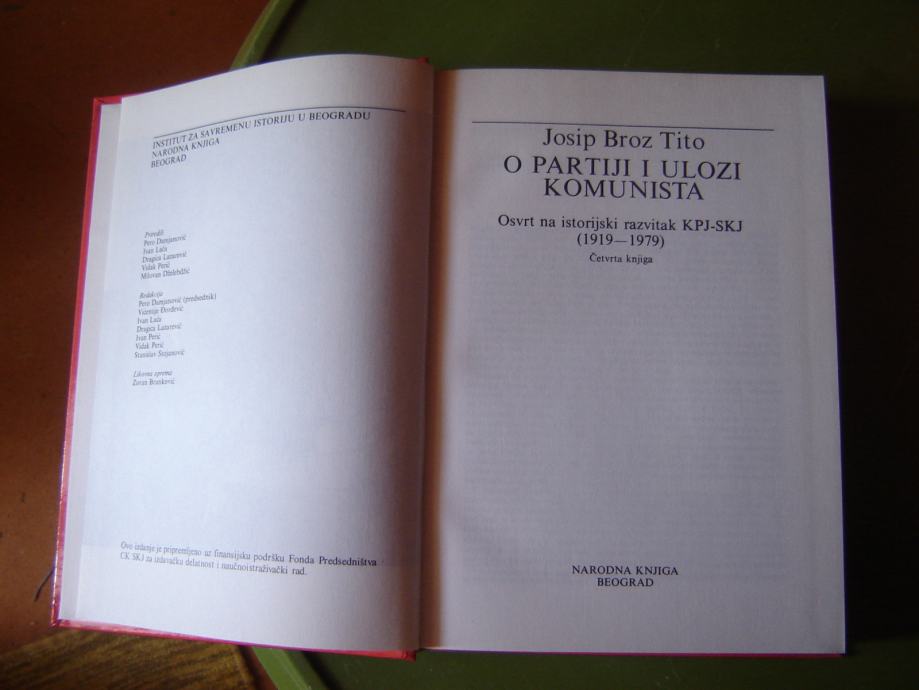 INSTITUT ZA SAVREMENU ISTORIJU U BEOGRADU
NARODNA KNJIGA
BEOGRAD
Priredili
Pero Damjanović
Ivan Laća
Dragica Lazarević
Vidak Perić
Milovan Dželebdžić
Redakcija
Pero Damjanović (predsednik)
Vicentije Đorđević
Ivan Laća
Dragica Lazarević
Ivan Perić
Vidak Perić
Stanislav Stojanović
Likovna oprema
Zoran Branković
Ovo izdanje je pripremljeno uz finansijsku podršku Fonda Predsedništva
CK SKJ za izdavačku delatnost i naučnoistraživački rad.
Josip Broz Tito
O PARTIJI I ULOZI
KOMUNISTA
Osvrt na istorijski razvitak KPJ-SKJ
(1919—1979)
Četvrta knjiga
NARODNA KNJIGA
BEOGRAD